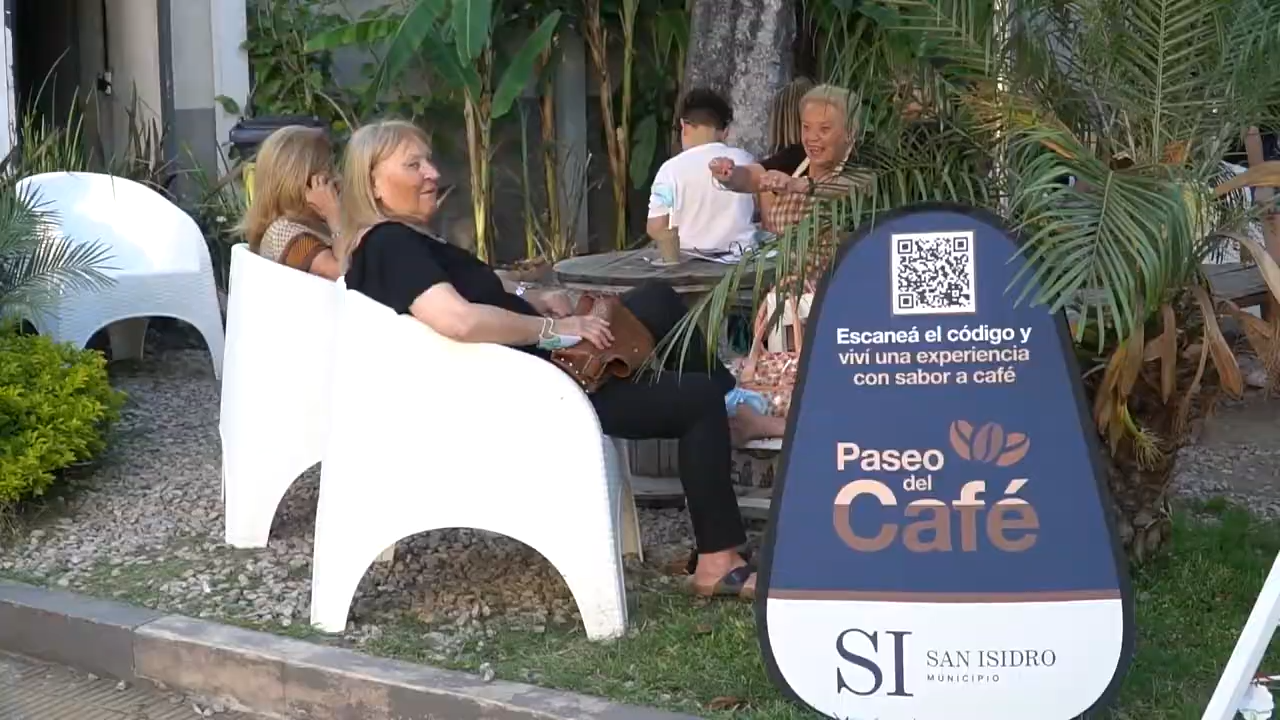 Escaneá el código y
viví una experiencia
con sabor a café
Paseo
del
Café
SI SAN ISIDRO
MUNICIPIO